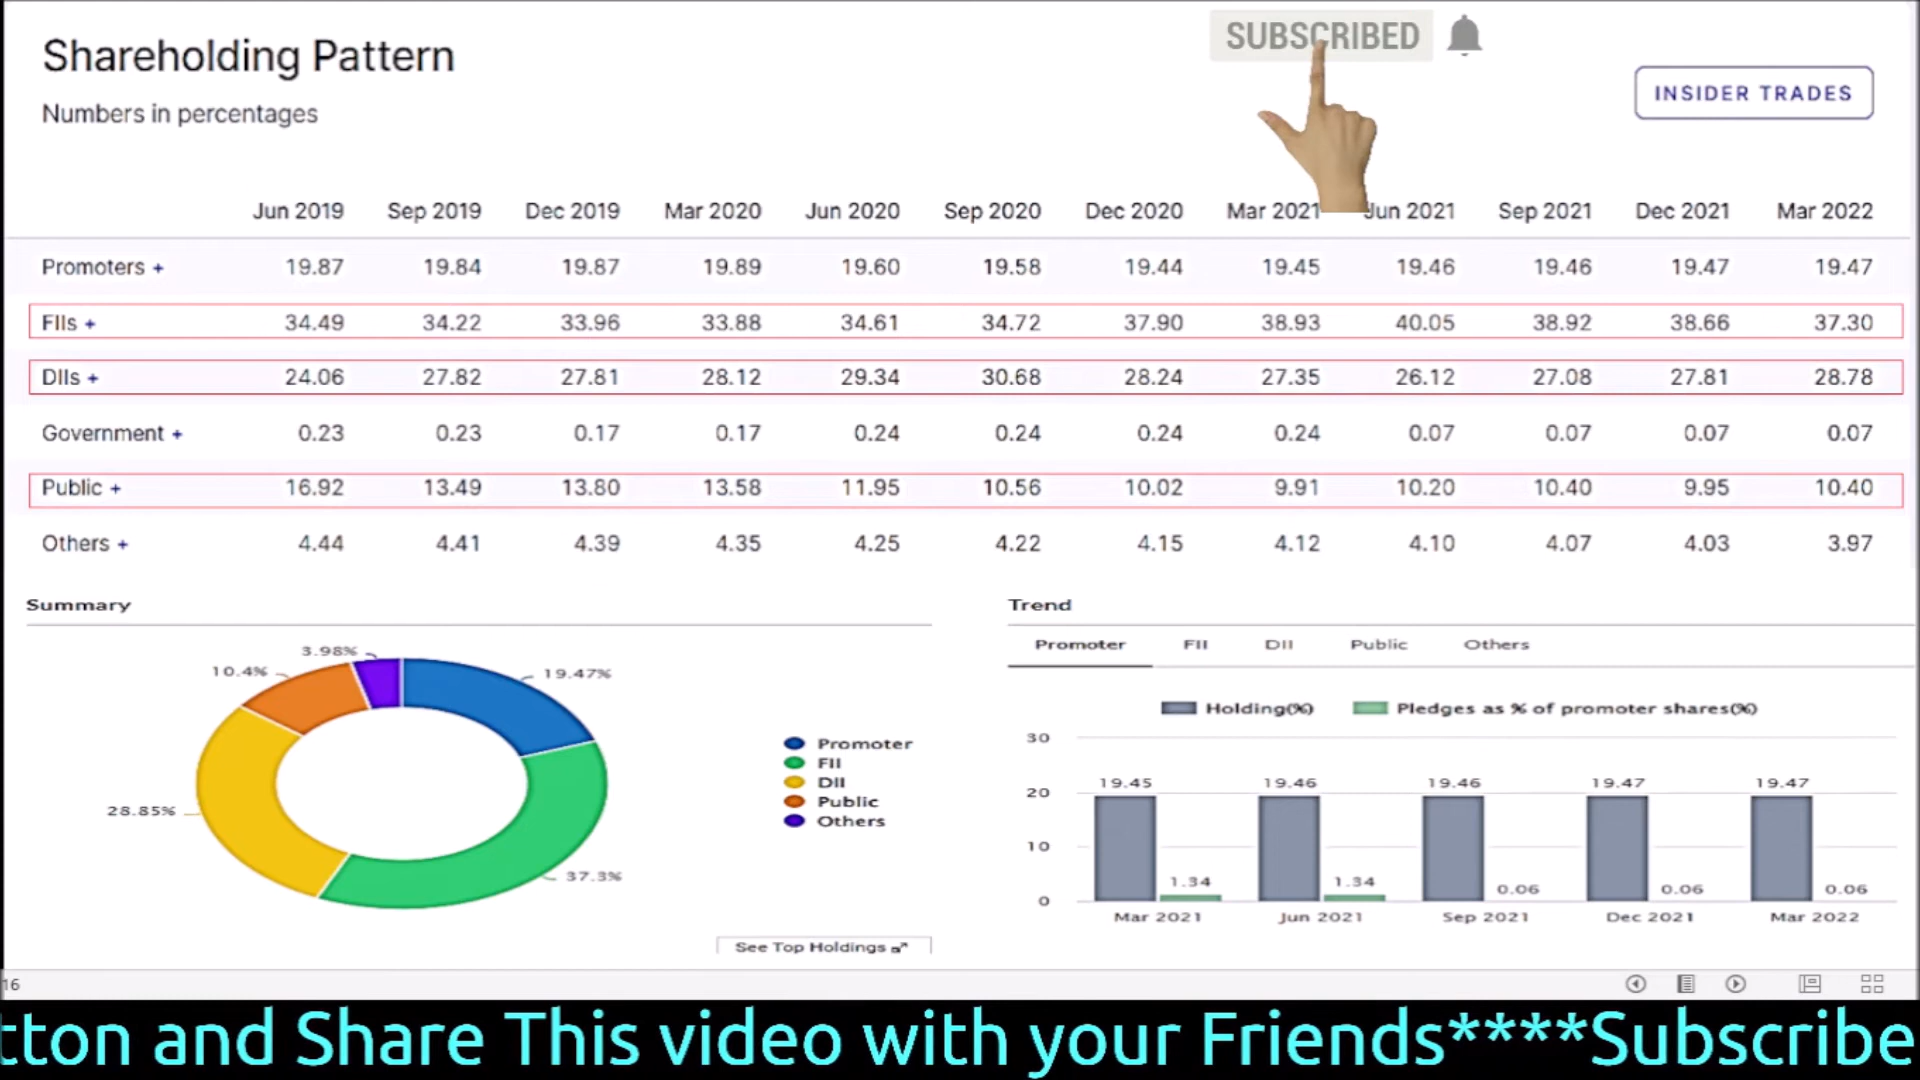 SUBSCRIBED
Shareholding Pattern
Numbers in percentages
INSIDER TRADES
Jun 2019 Sep 2019 Dec 2019 Mar 2020 Jun 2020 Sep 2020 Dec 2020 Mar 2021 Jun 2021 Sep 2021 Dec 2021 Mar 2022
Promoters + 19.87 19.84 19.87 19.89 19.60 19.58 19.44 19.45 19.46 19.46 19.47 19.47
FIIs + 34.49 34.22 33.96 33.88 34.61 34.72 37.90 38.93 40.05 38.92 38.66 37.30
DIIs + 24.06 27.82 27.81 28.12 29.34 30.68 28.24 27.35 26.12 27.08 27.81 28.78
Government + 0.23 0.23 0.17 0.17 0.24 0.24 0.24 0.24 0.07 0.07 0.07 0.07
Public + 16.92 13.49 13.80 13.58 11.95 10.56 10.02 9.91 10.20 10.40 9.95 10.40
Others + 4.44 4.41 4.39 4.35 4.25 4.22 4.15 4.12 4.10 4.07 4.03 3.97
Summary
3.98%
10.4%
19.47%
28.85%
37.3%
Promoter
FII
DII
Public
Others
See Top Holdings
Trend
Promoter FII DII Public Others
Holding(%) Pledges as % of promoter shares(%)
30
20
10
0
19.45 19.46 19.46 19.47 19.47
1.34 1.34 0.06 0.06 0.06
Mar 2021 Jun 2021 Sep 2021 Dec 2021 Mar 2022
16
tton and Share This video with your Friends****Subscribe